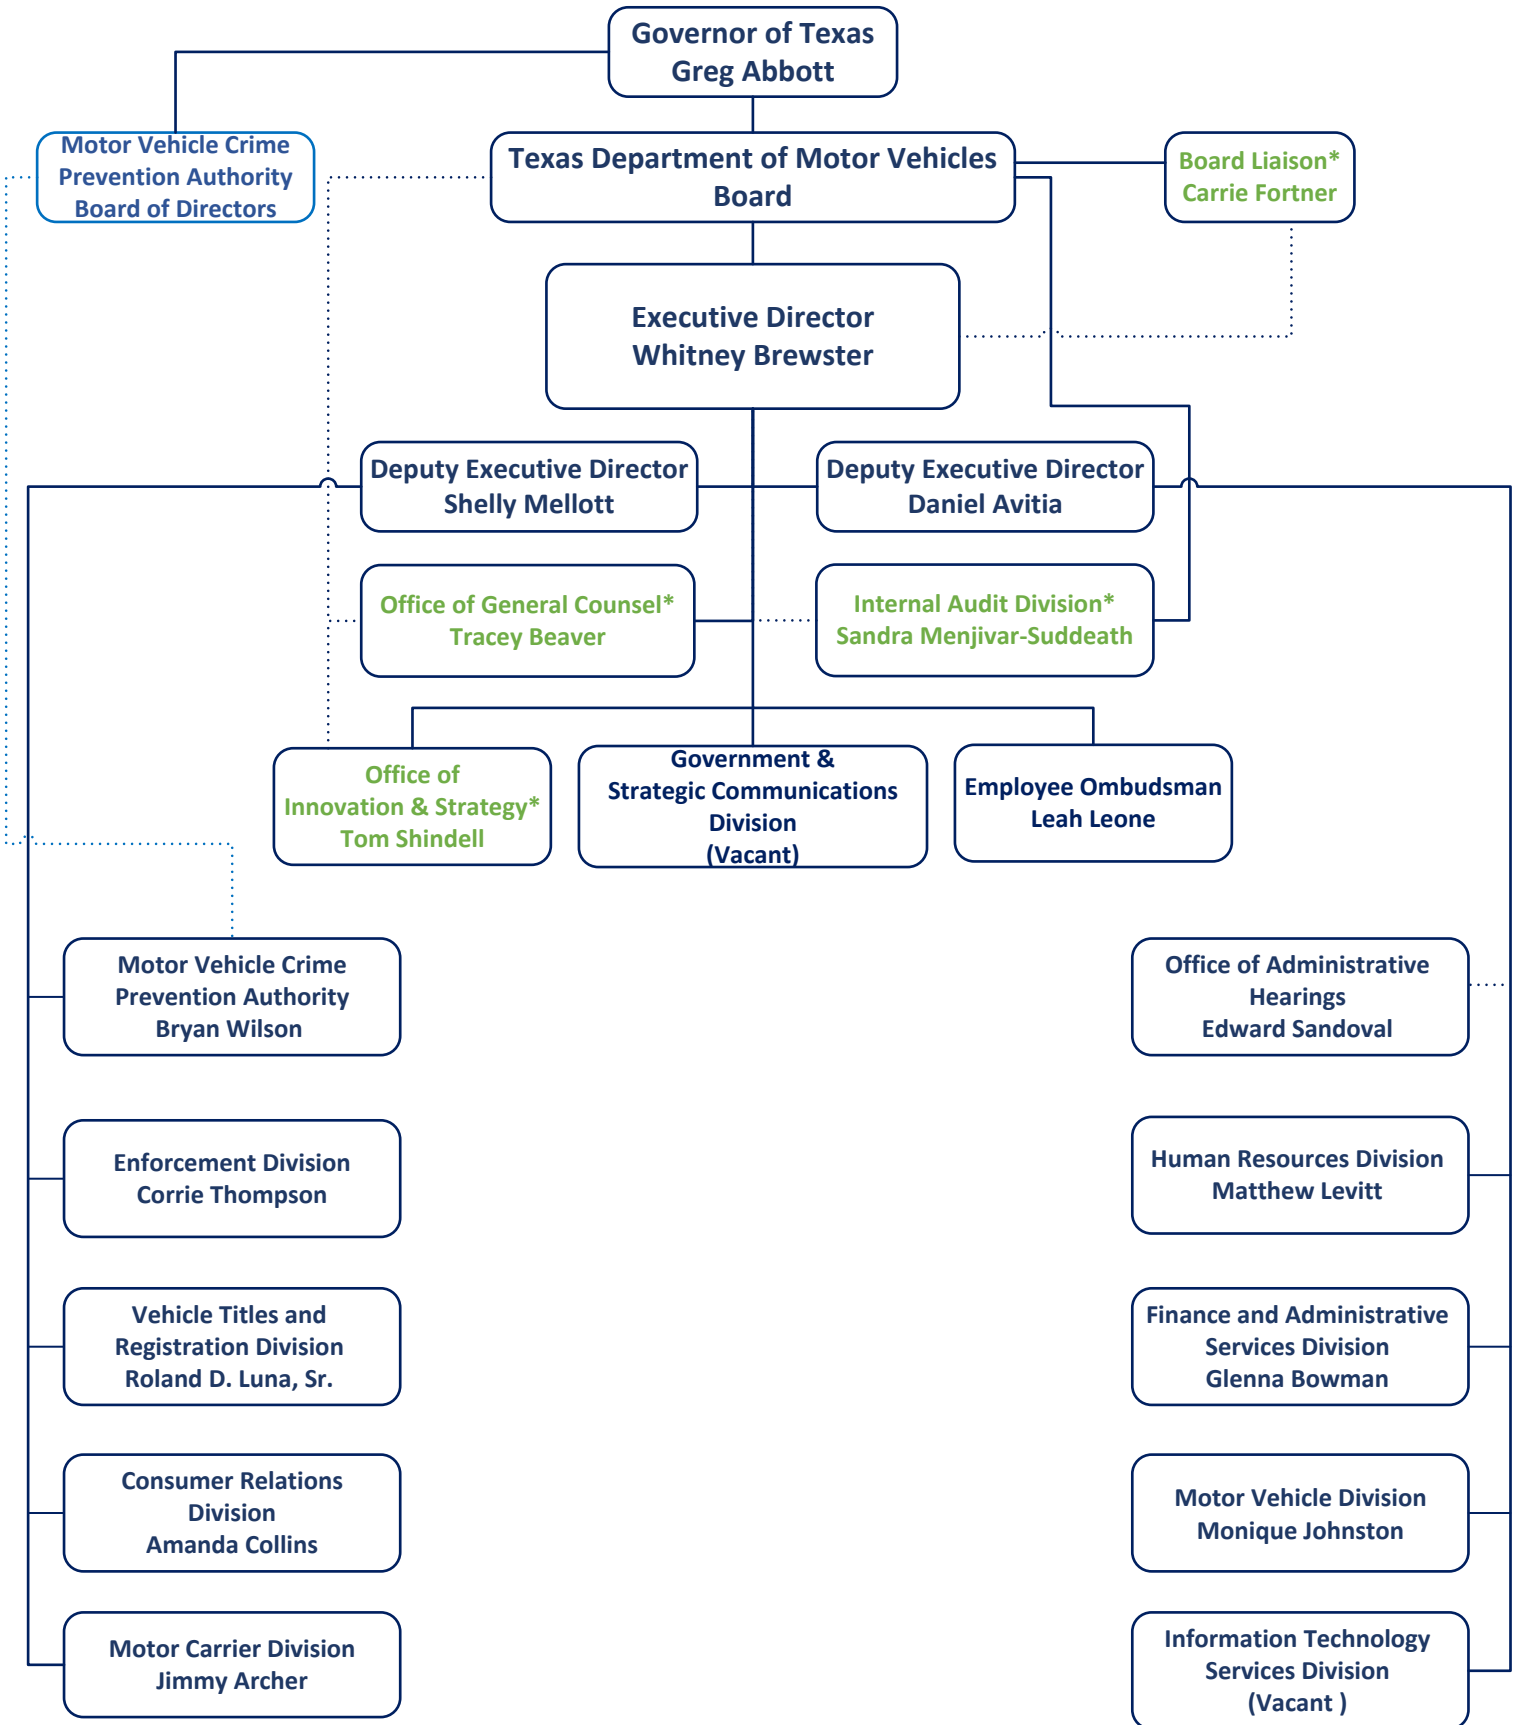 Governor of Texas
Greg Abbott
Motor Vehicle Crime
Prevention Authority
Board of Directors
Texas Department of Motor Vehicles
Board
Board Liaison*
Carrie Fortner
Executive Director
Whitney Brewster
Deputy Executive Director
Shelly Mellott
Deputy Executive Director
Daniel Avitia
Office of General Counsel*
Tracey Beaver
Internal Audit Division*
Sandra Menjivar-Suddeath
Office of
Innovation & Strategy*
Tom Shindell
Government &
Strategic Communications
Division
(Vacant)
Employee Ombudsman
Leah Leone
Motor Vehicle Crime
Prevention Authority
Bryan Wilson
Office of Administrative
Hearings
Edward Sandoval
Enforcement Division
Corrie Thompson
Human Resources Division
Matthew Levitt
Vehicle Titles and
Registration Division
Roland D. Luna, Sr.
Finance and Administrative
Services Division
Glenna Bowman
Consumer Relations
Division
Amanda Collins
Motor Vehicle Division
Monique Johnston
Motor Carrier Division
Jimmy Archer
Information Technology
Services Division
(Vacant )